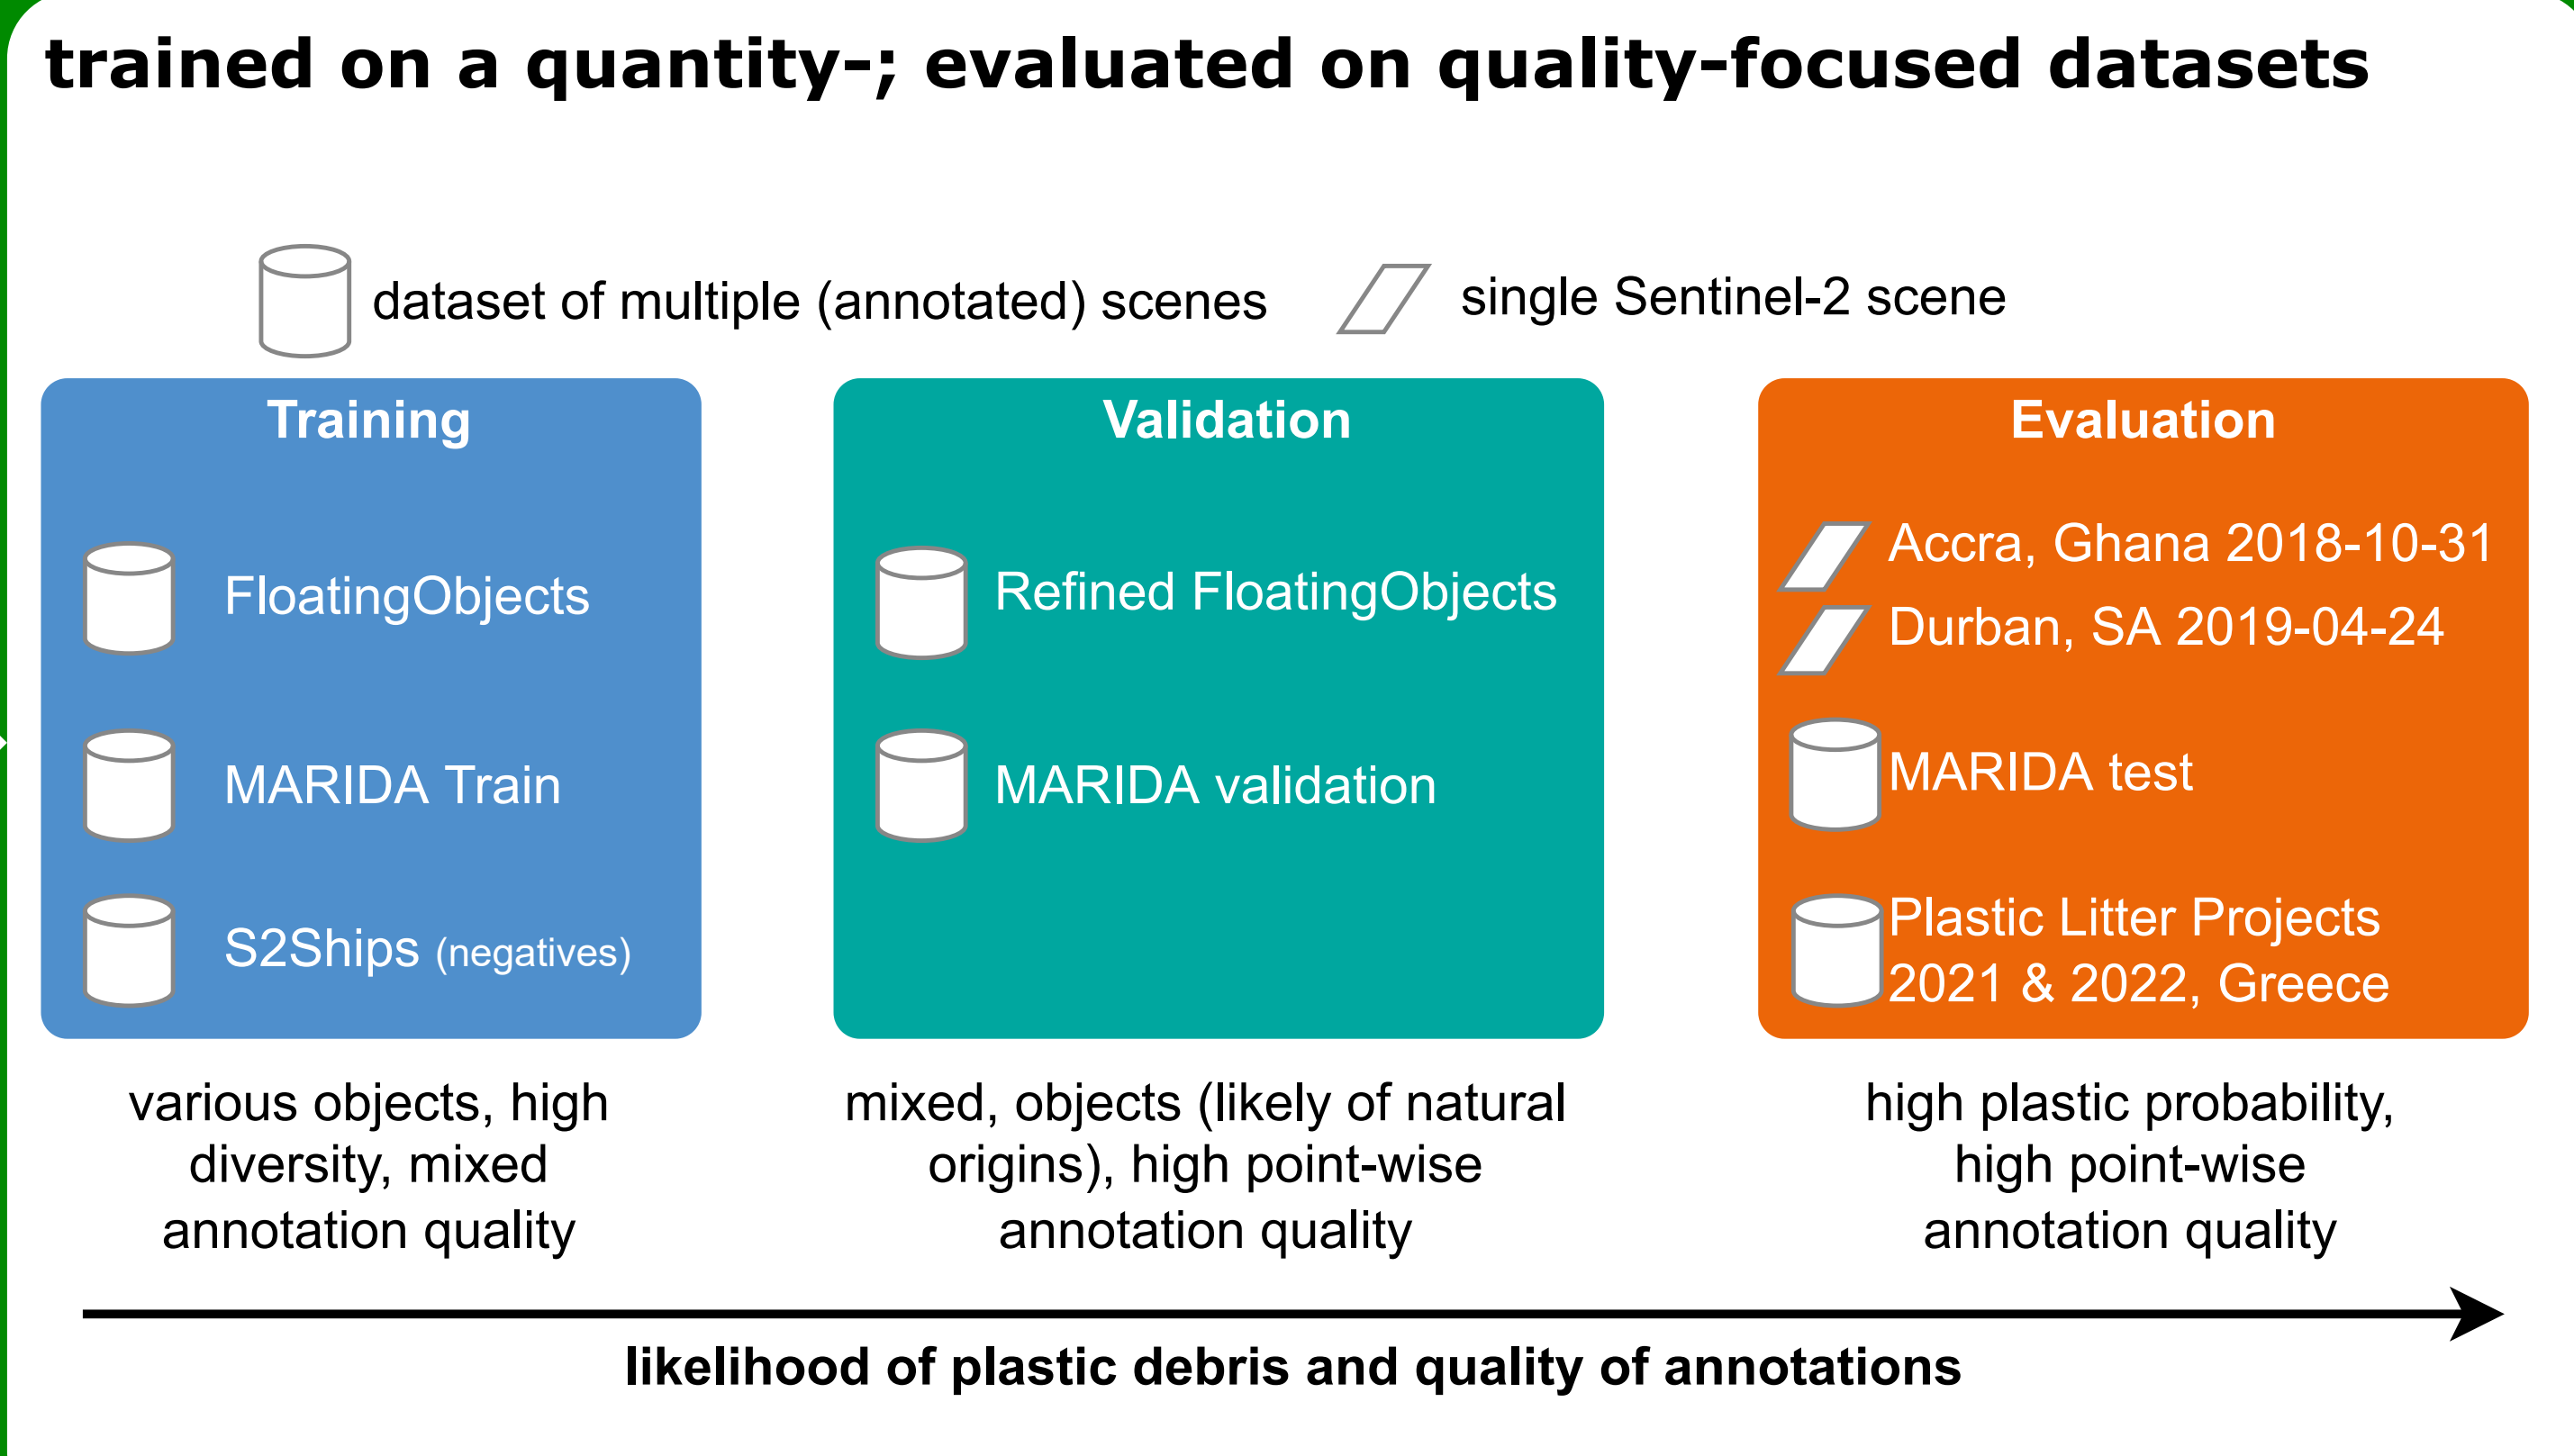 trained on a quantity-; evaluated on quality-focused datasets
dataset of multiple (annotated) scenes
single Sentinel-2 scene
Training
FloatingObjects
MARIDA Train
S2Ships (negatives)
various objects, high
diversity, mixed
annotation quality
Validation
Refined FloatingObjects
MARIDA validation
mixed, objects (likely of natural
origins), high point-wise
annotation quality
Evaluation
Accra, Ghana 2018-10-31
Durban, SA 2019-04-24
MARIDA test
Plastic Litter Projects
2021 & 2022, Greece
high plastic probability,
high point-wise
annotation quality
likelihood of plastic debris and quality of annotations